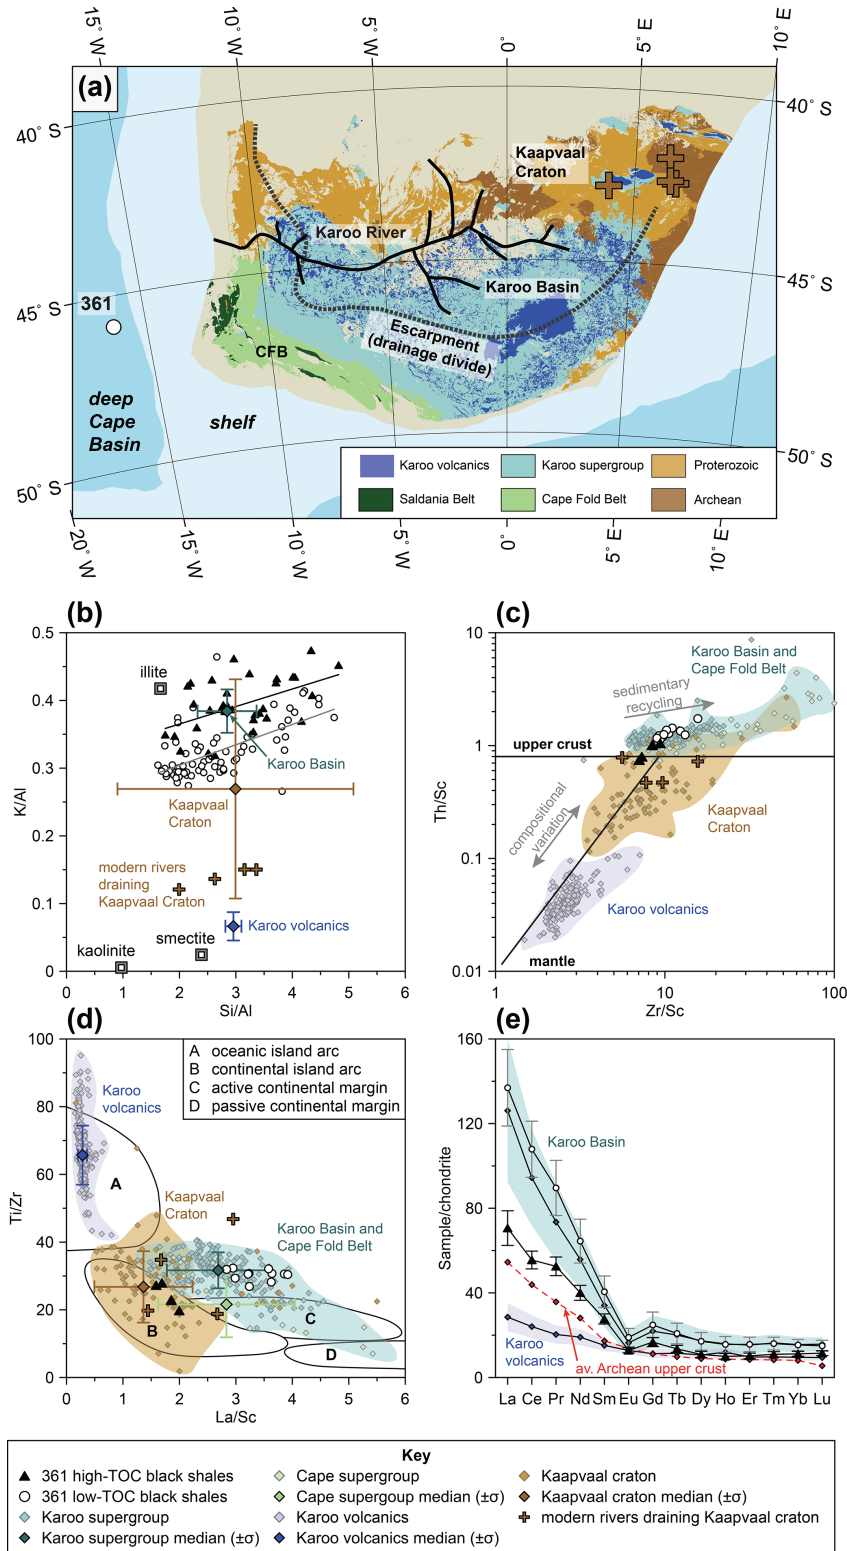 15° W
10° W
5° W
0°
5° E
10° E
(a)
40° S
40° S
Kaapvaal
Craton
Karoo River
45° S
45° S
361
Karoo Basin
Escarpment
(drainage divide)
CFB
deep
Cape
Basin
shelf
50° S
50° S
Karoo volcanics
Karoo supergroup
Proterozoic
Saldania Belt
Cape Fold Belt
Archean
20° W
15° W
10° W
5° W
0°
5° E
10° E
(b)
0.5
0.4
0.3
0.2
0.1
0
K/Al
illite
Karoo Basin
Kaapvaal
Craton
modern rivers
draining
Kaapvaal Craton
Karoo volcanics
smectite
kaolinite
0 1 2 3 4 5 6
Si/Al
(c)
10
1
0.1
0.01
Th/Sc
Karoo Basin and
Cape Fold Belt
sedimentary
recycling
upper crust
Kaapvaal
Craton
compositional
variation
Karoo volcanics
mantle
1 10 100
Zr/Sc
(d)
100
80
60
40
20
0
Ti/Zr
A oceanic island arc
B continental island arc
C active continental margin
D passive continental margin
Karoo
volcanics
A
Kaapvaal
Craton
Karoo Basin and
Cape Fold Belt
B
C
D
0 1 2 3 4 5 6
La/Sc
(e)
160
120
80
40
0
Sample/chondrite
Karoo Basin
Karoo
volcanics
av. Archean upper crust
La Ce Pr Nd Sm Eu Gd Tb Dy Ho Er Tm Yb Lu
Key
361 high-TOC black shales
Cape supergroup
Kaapvaal craton
361 low-TOC black shales
Cape supergoup median (±σ)
Kaapvaal craton median (±σ)
Karoo supergroup
Karoo volcanics
modern rivers draining Kaapvaal craton
Karoo supergroup median (±σ)
Karoo volcanics median (±σ)